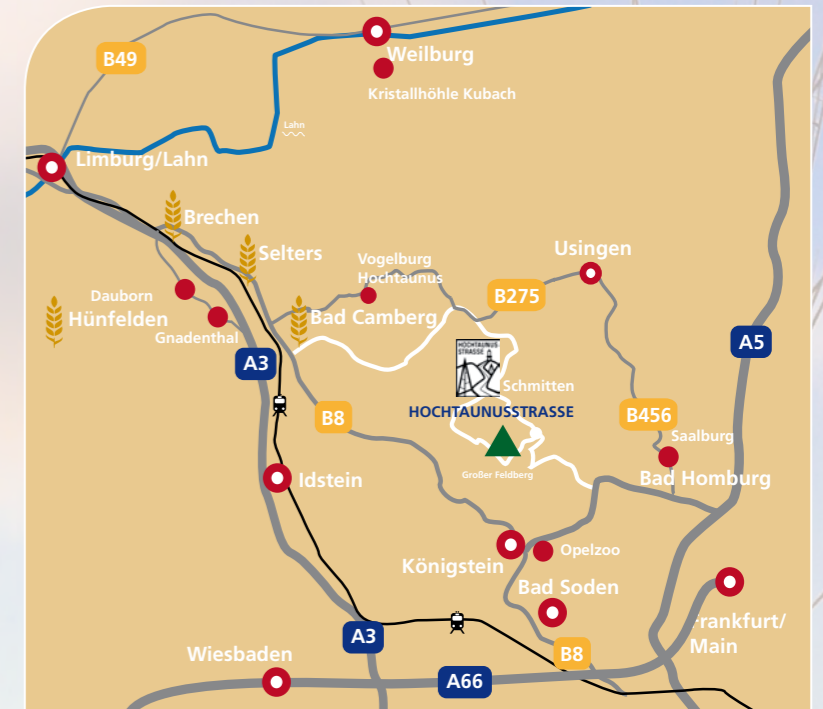 B49
Weilburg
Kristallhöhle Kubach
Lahn
Limburg/Lahn
Brechen
Selters
Vogelburg
Hochtaunus
Usingen
B275
Dauborn
Hünfelden
Gnadenthal
Bad Camberg
A3
A5
HOCHTAUNUS
STRASSE
Schmitten
HOCHTAUNUSSTRASSE
B8
B456
Saalburg
Großer Feldberg
Bad Homburg
Idstein
Königstein
Opelzoo
Bad Soden
Frankfurt/
Main
A3
Wiesbaden
B8
A66